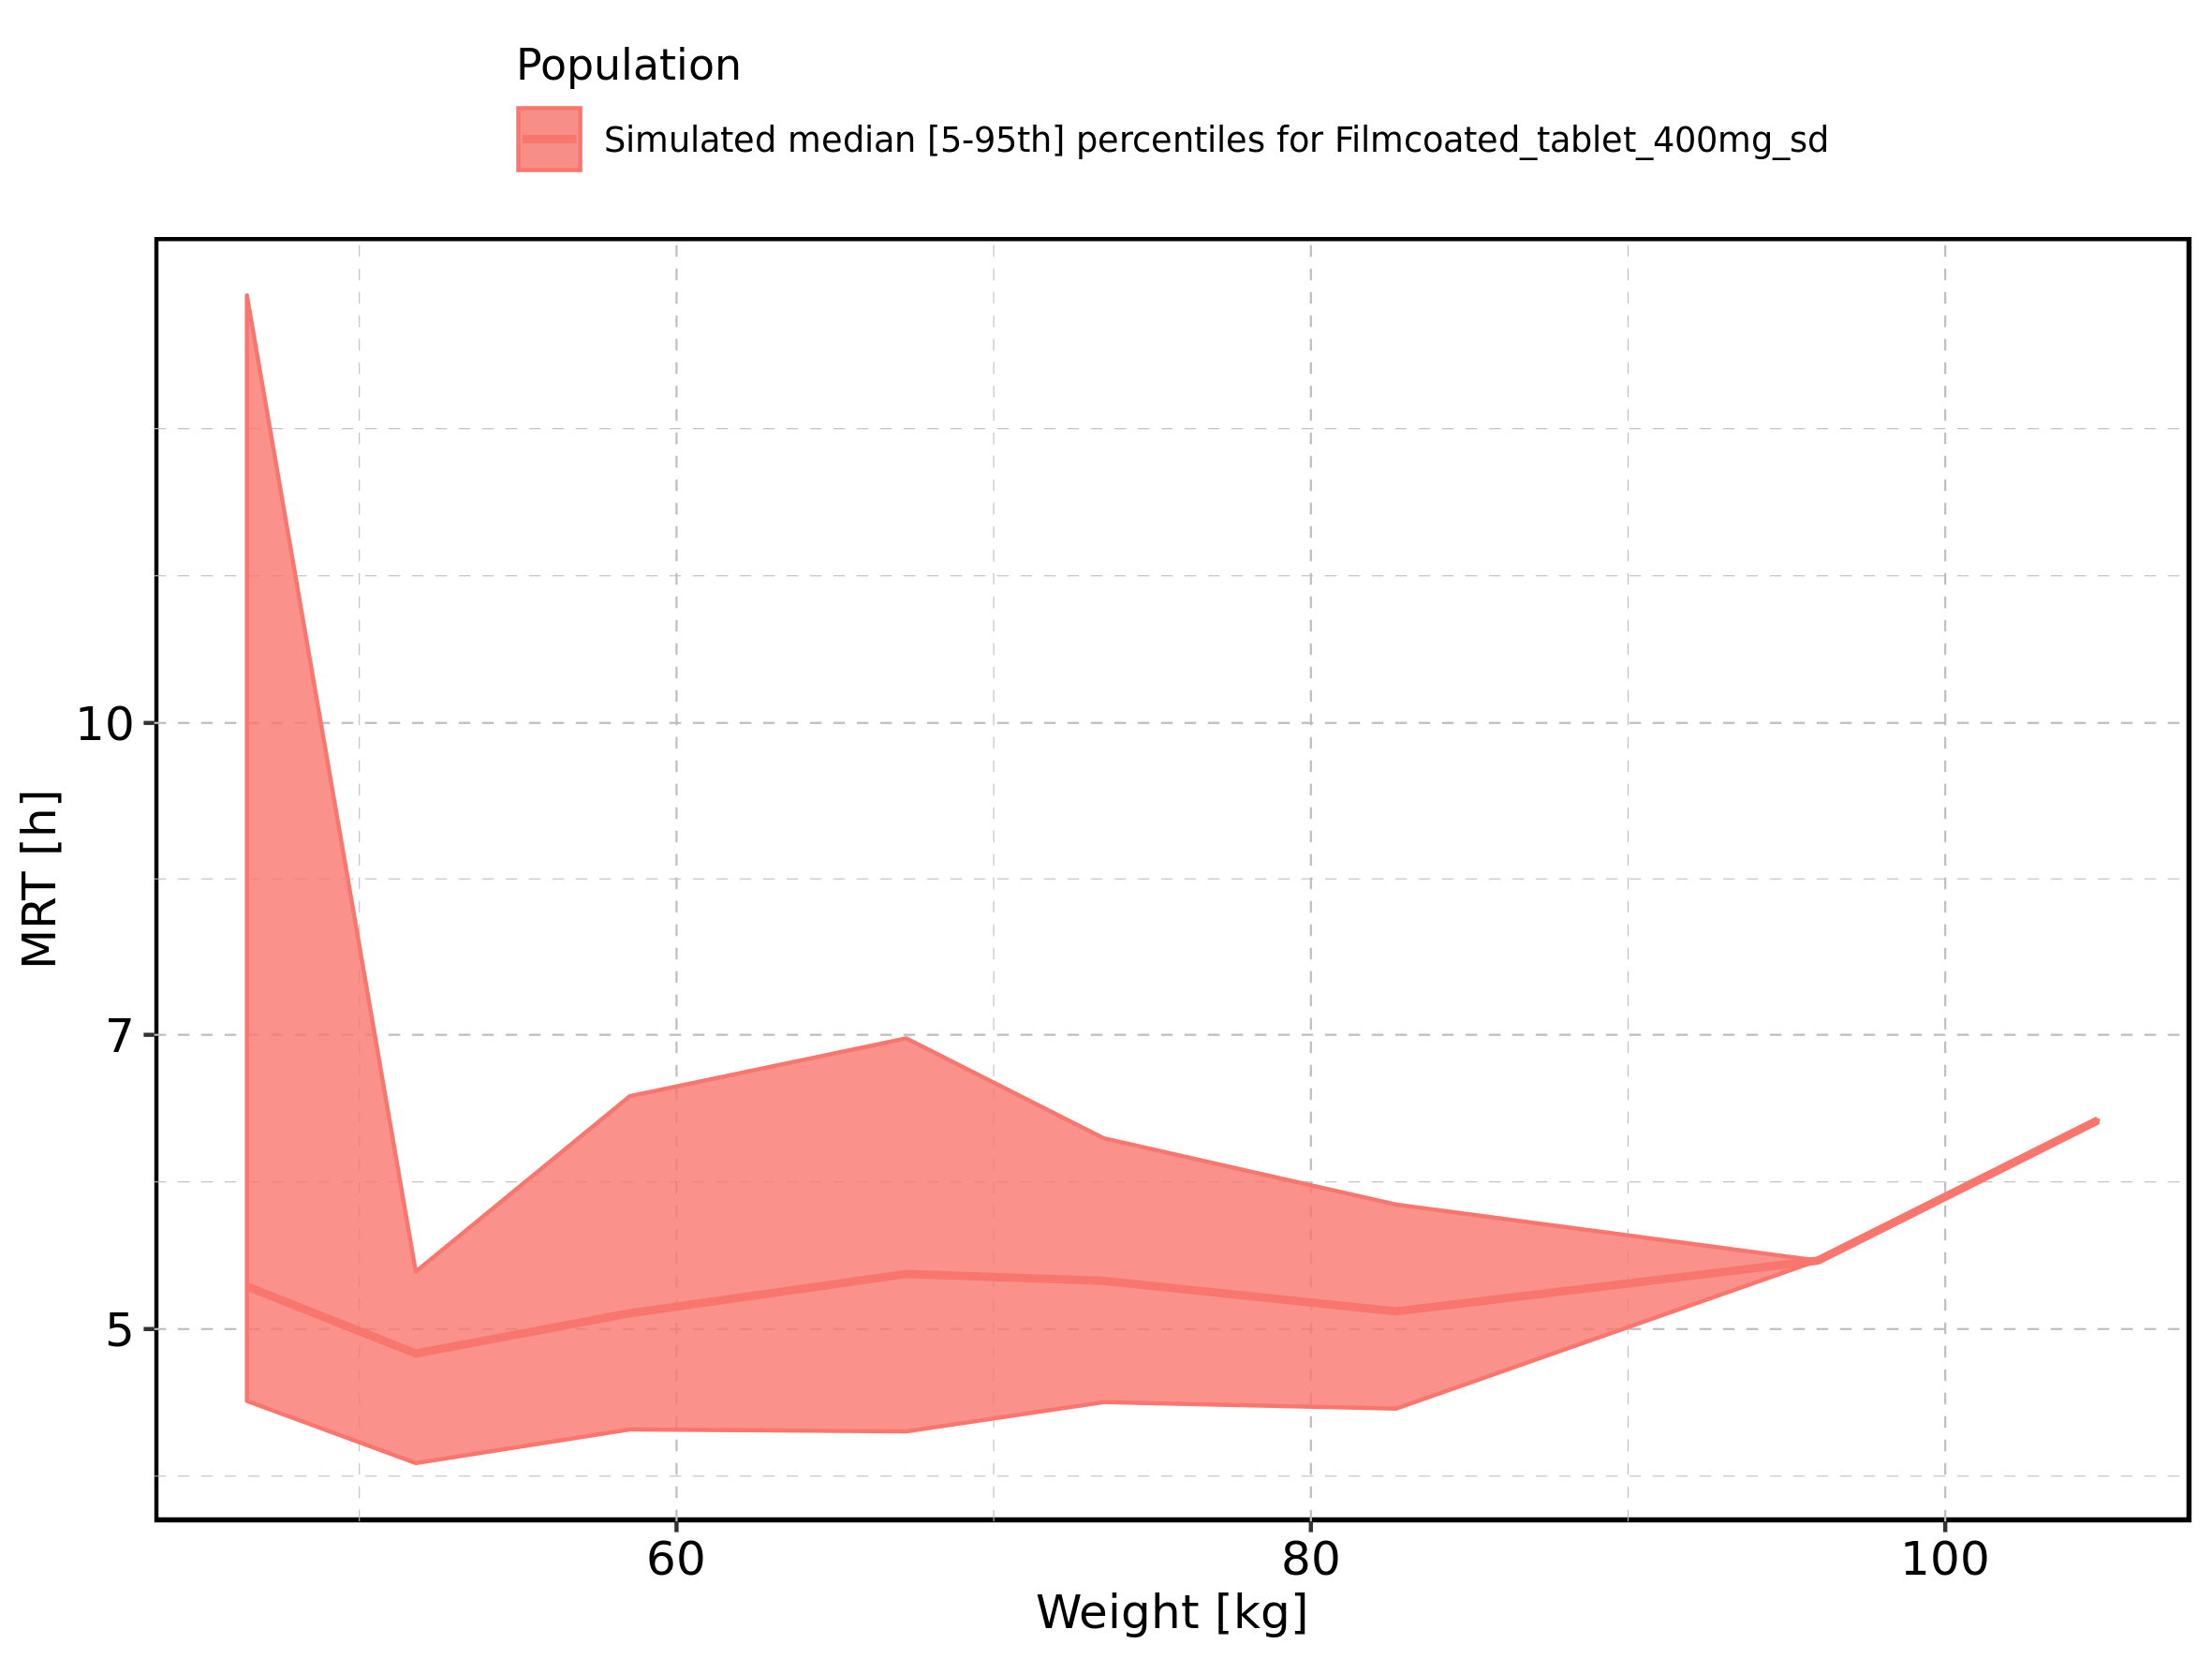 Population
Simulated median [5-95th] percentiles for Filmcoated_tablet_400mg_sd
MRT [h]
10
7
5
60
80
100
Weight [kg]